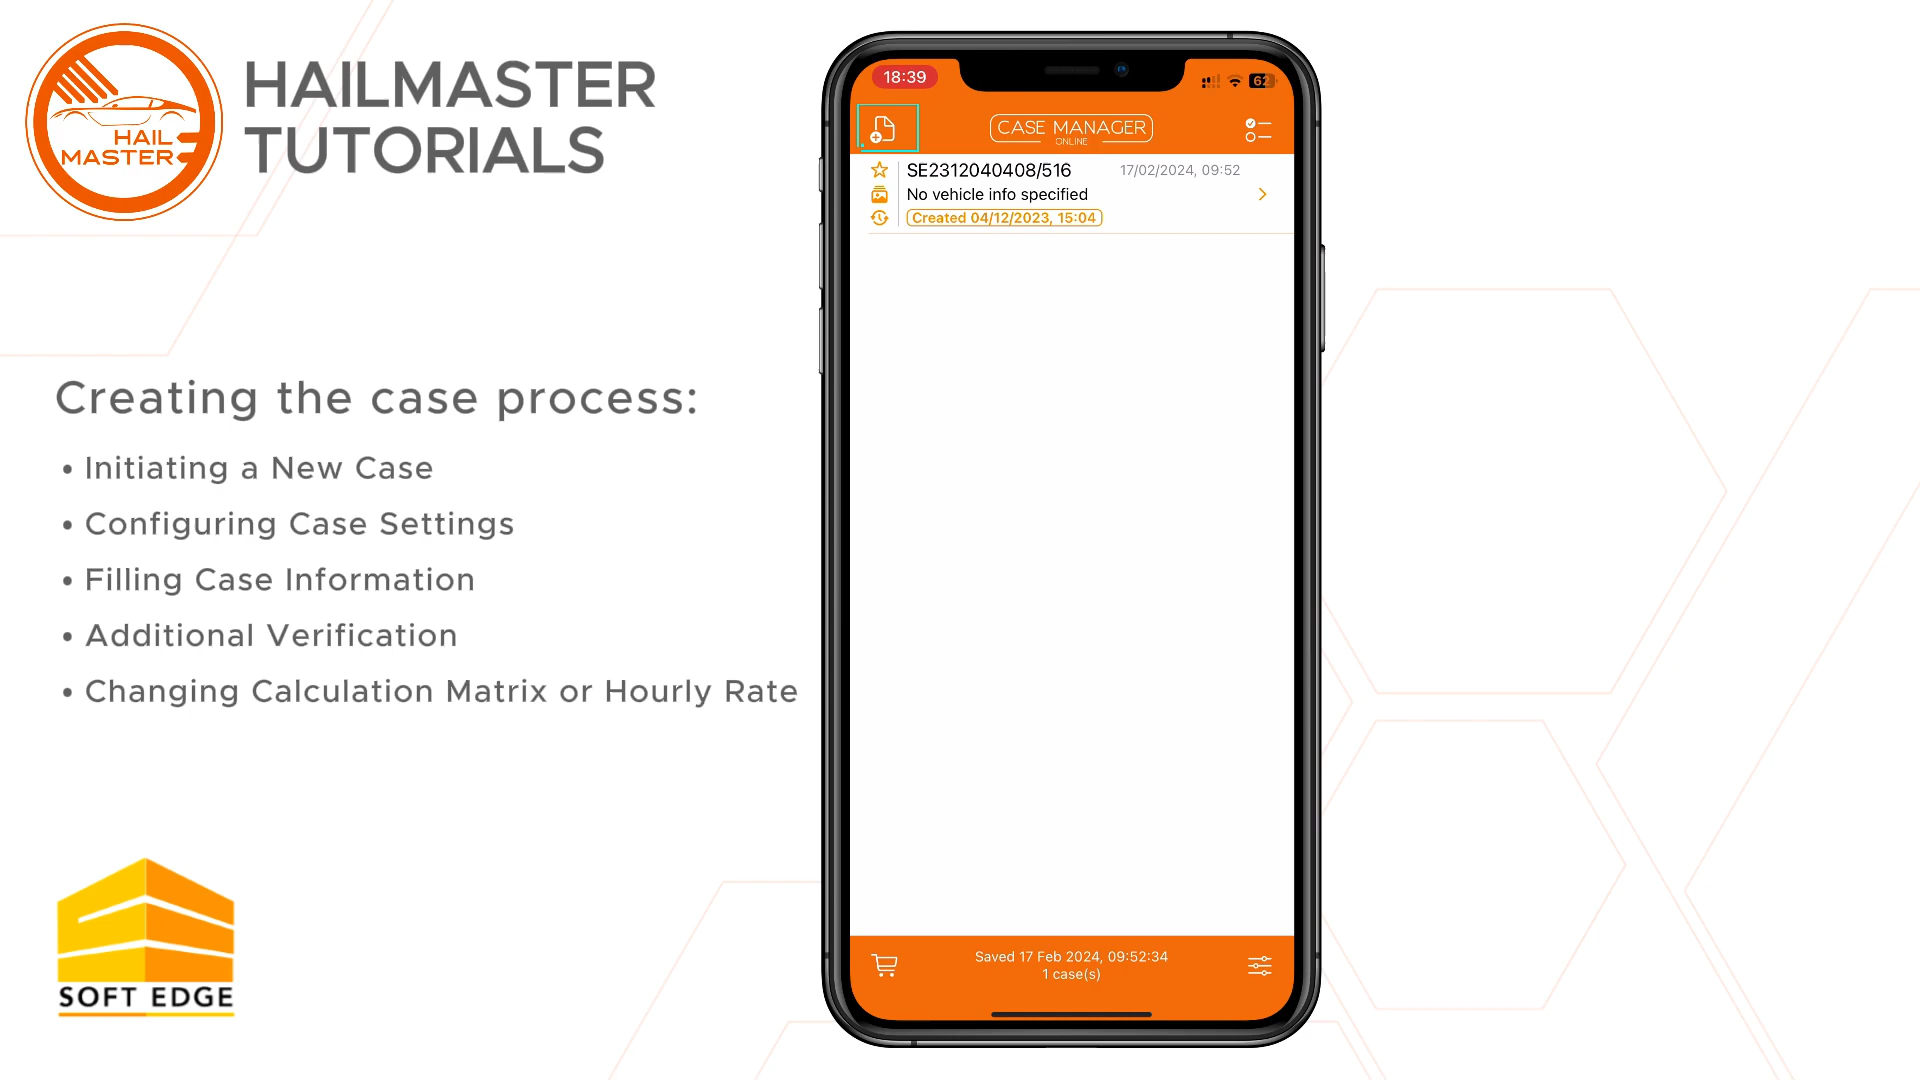 HAIL
MASTER
HAILMASTER
TUTORIALS
Creating the case process:
• Initiating a New Case
• Configuring Case Settings
• Filling Case Information
• Additional Verification
• Changing Calculation Matrix or Hourly Rate
SOFT EDGE
18:39
62
CASE MANAGER
ONLINE
SE2312040408/516
17/02/2024, 09:52
No vehicle info specified
Created 04/12/2023, 15:04
Saved 17 Feb 2024, 09:52:34
1 case(s)